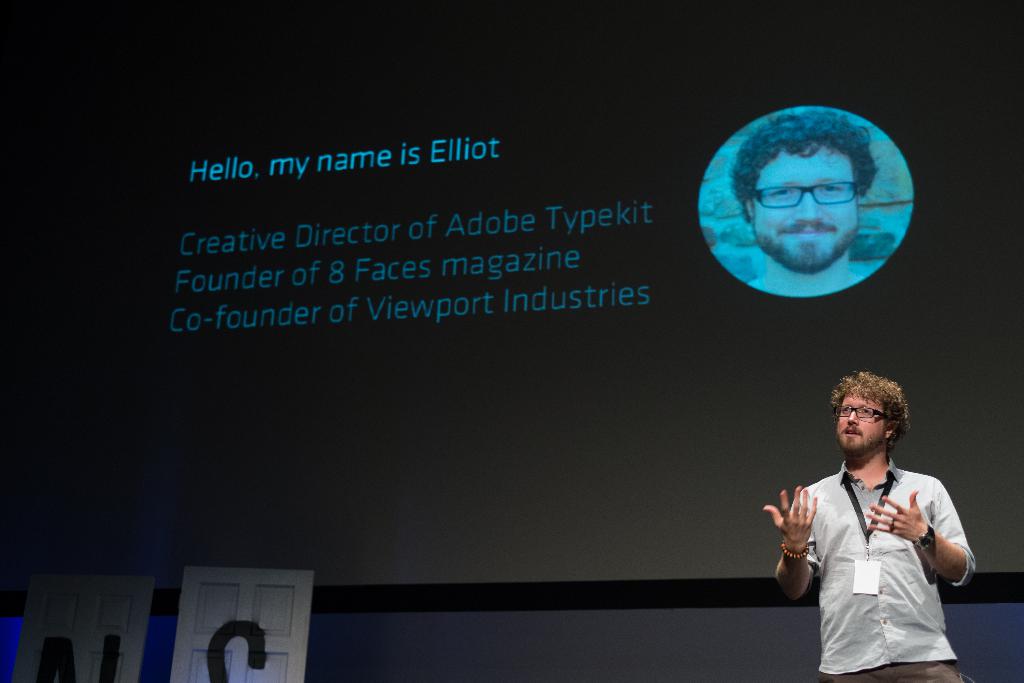 Hello, my name is Elliot
Creative Director of Adobe Typekit
Founder of 8 Faces magazine
Co-founder of Viewport Industries
N S